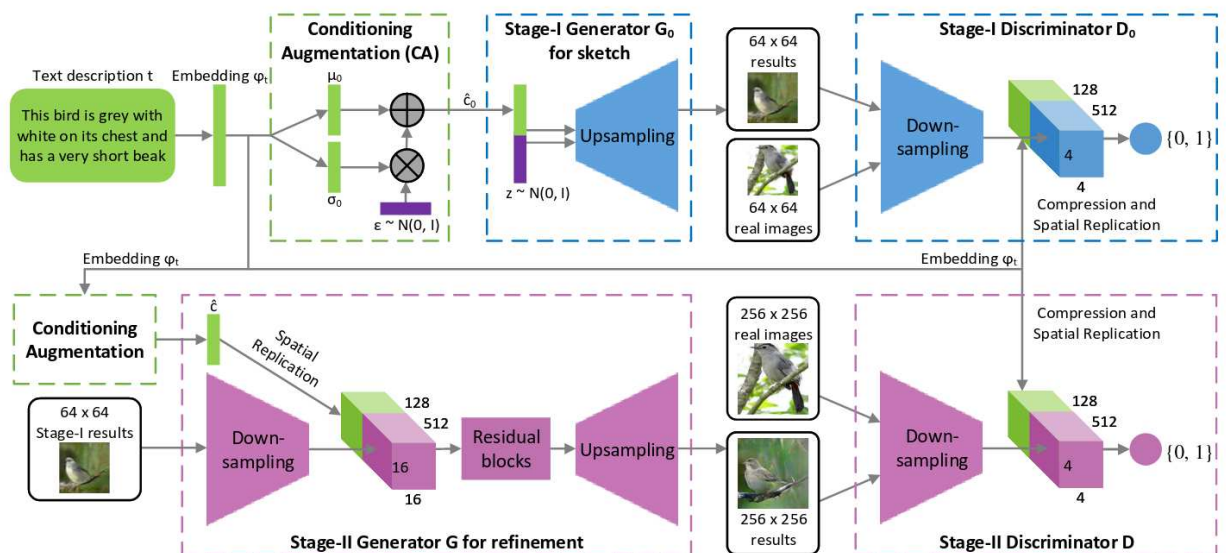 Conditioning
Augmentation (CA)
Stage-I Generator G₀
for sketch
Stage-I Discriminator D₀
Text description t
Embedding φₜ
μ₀
ĉ₀
64 x 64
results
128
512
This bird is grey with
white on its chest and
has a very short beak
Upsampling
Down-
sampling
4
{0, 1}
σ₀
4
ε ~ N(0, I)
z ~ N(0, I)
64 x 64
real images
Compression and
Spatial Replication
Embedding φₜ
Embedding φₜ
Conditioning
Augmentation
ĉ
Spatial
Replication
256 x 256
real images
Compression and
Spatial Replication
64 x 64
Stage-I results
Down-
sampling
128
512
16
16
Residual
blocks
Upsampling
256 x 256
results
Down-
sampling
128
512
4
4
{0, 1}
Stage-II Generator G for refinement
Stage-II Discriminator D